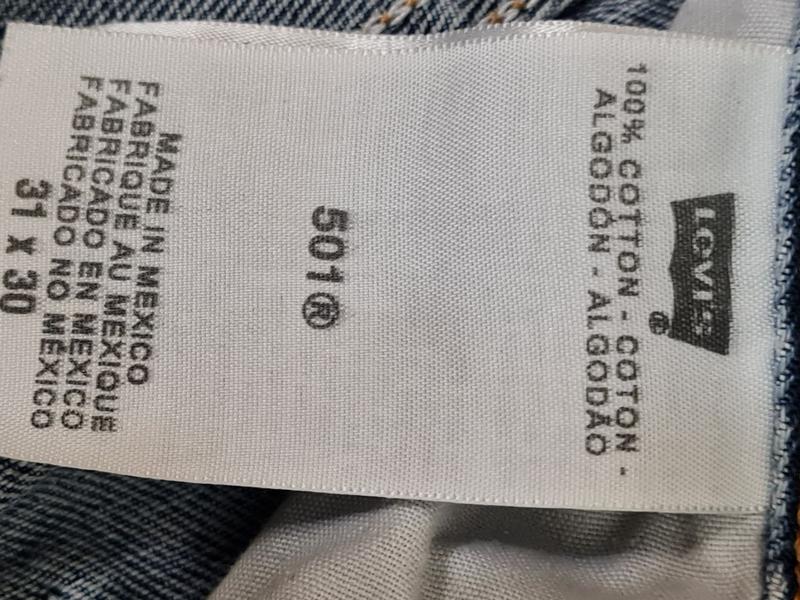 Levi's
®
100% COTTON - COTON -
ALGODÓN - ALGODÃO
501®
MADE IN MEXICO
FABRIQUE AU MEXIQUE
FABRICADO EN MEXICO
FABRICADO NO MÉXICO
31 X 30